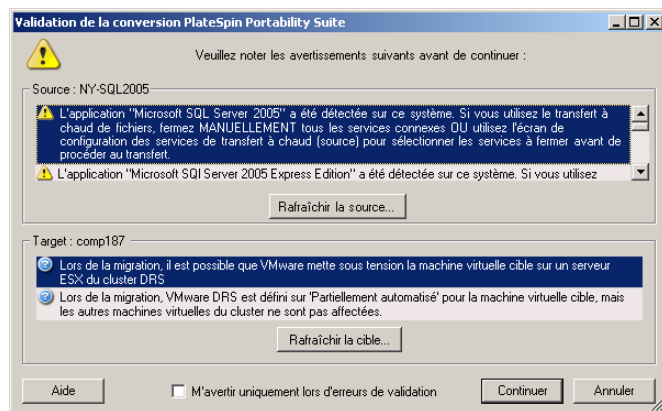 Validation de la conversion PlateSpin Portability Suite
Veuillez noter les avertissements suivants avant de continuer :
Source : NY-SQL2005
L'application "Microsoft SQL Server 2005" a été détectée sur ce système. Si vous utilisez le transfert à
chaud de fichiers, fermez MANUELLEMENT tous les services connexes OU utilisez l'écran de
configuration des services de transfert à chaud (source) pour sélectionner les services à fermer avant de
procéder au transfert.
L'application "Microsoft SQl Server 2005 Express Edition" a été détectée sur ce système. Si vous utilisez
Rafraîchir la source...
Target : comp187
Lors de la migration, il est possible que VMware mette sous tension la machine virtuelle cible sur un serveur
ESX du cluster DRS
Lors de la migration, VMware DRS est défini sur 'Partiellement automatisé' pour la machine virtuelle cible, mais
les autres machines virtuelles du cluster ne sont pas affectées.
Rafraîchir la cible...
Aide
M'avertir uniquement lors d'erreurs de validation
Continuer
Annuler